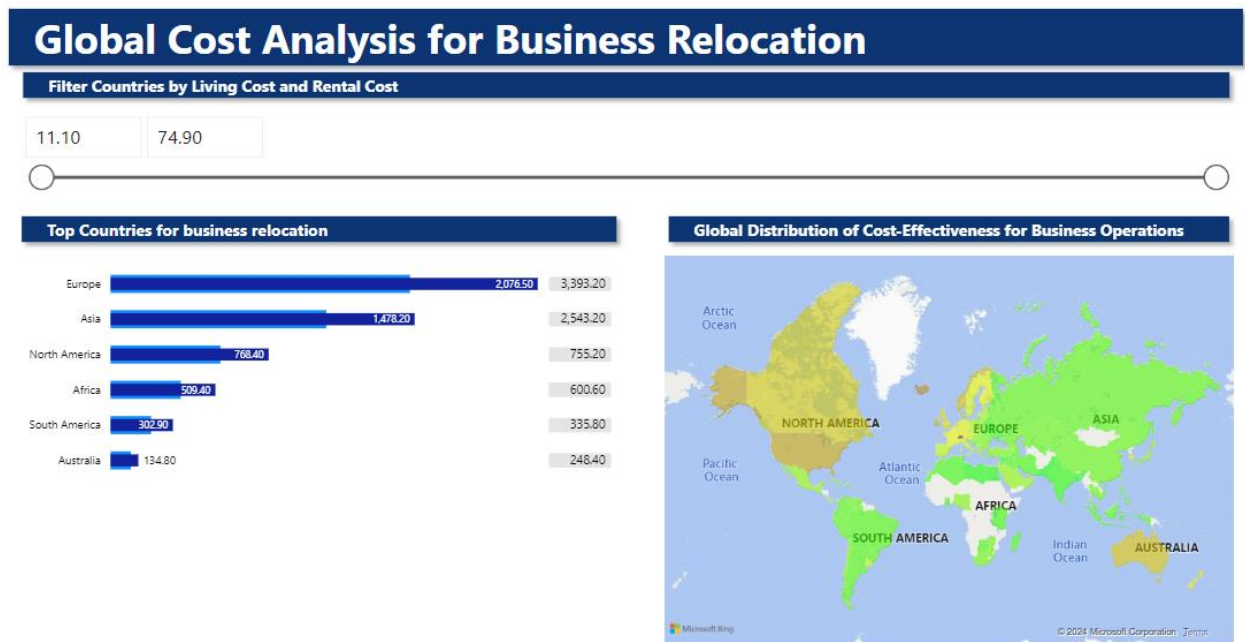 Global Cost Analysis for Business Relocation
Filter Countries by Living Cost and Rental Cost
11.10 74.90
Top Countries for business relocation
Europe 2,076.50 3,393.20
Asia 1,478.20 2,543.20
North America 768.40 755.20
Africa 509.40 600.60
South America 302.90 335.80
Australia 134.80 248.40
Global Distribution of Cost-Effectiveness for Business Operations
Arctic
Ocean
NORTH AMERICA
EUROPE
ASIA
Pacific
Ocean
Atlantic
Ocean
AFRICA
SOUTH AMERICA
Indian
Ocean
AUSTRALIA
Microsoft Bing
© 2024 Microsoft Corporation Terms